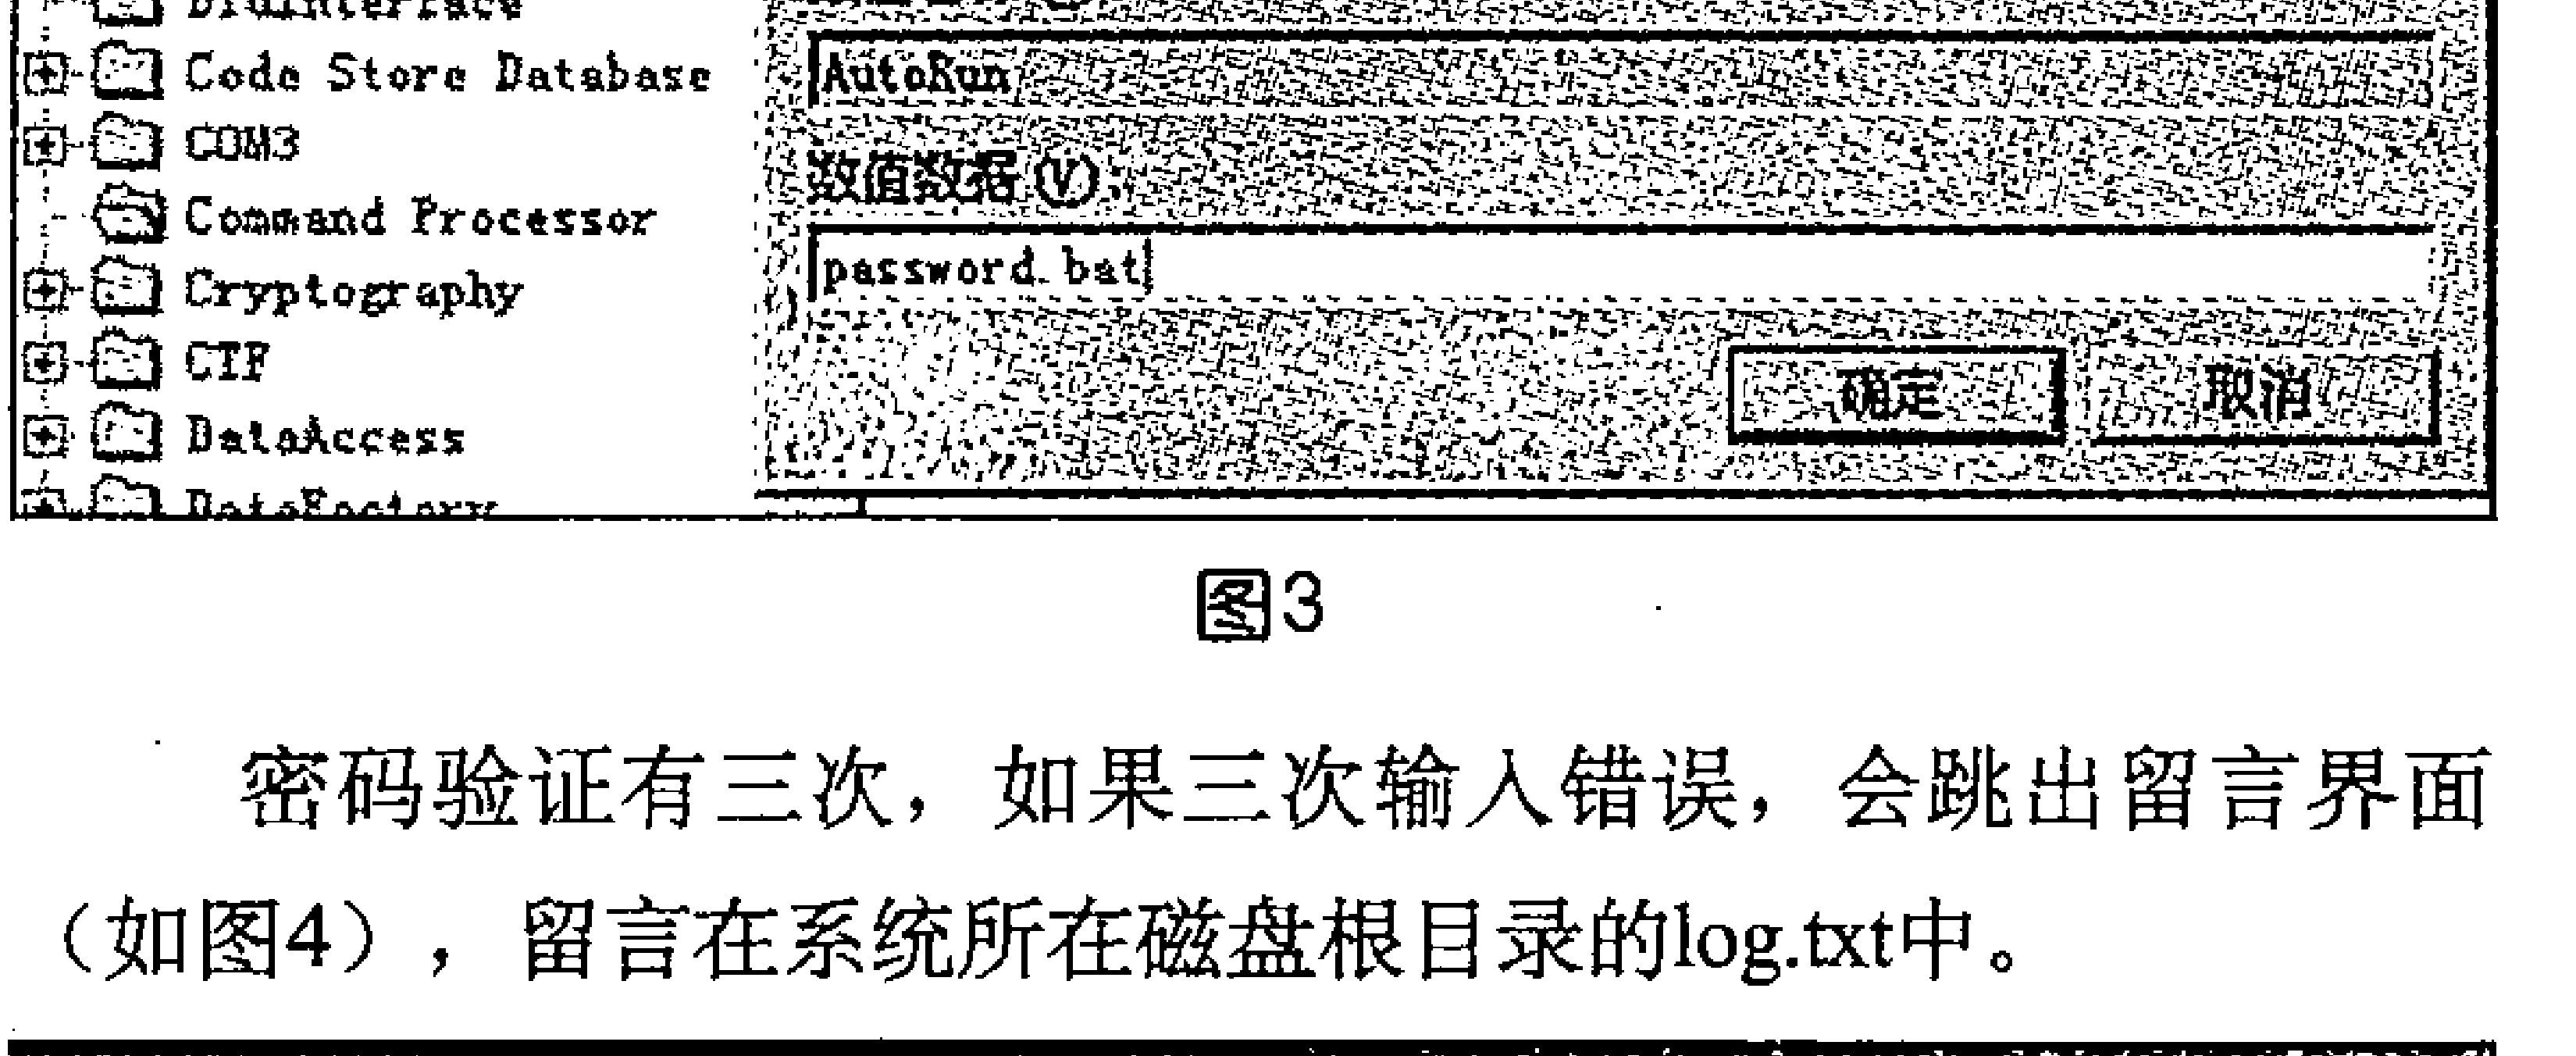 Code Store Database
COM3
Command Processor
Cryptography
CTF
DataAccess
DataFactory
AutoRun
数值数据(V):
password.bat
确定
取消
图3
密码验证有三次，如果三次输入错误，会跳出留言界面
（如图4），留言在系统所在磁盘根目录的log.txt中。